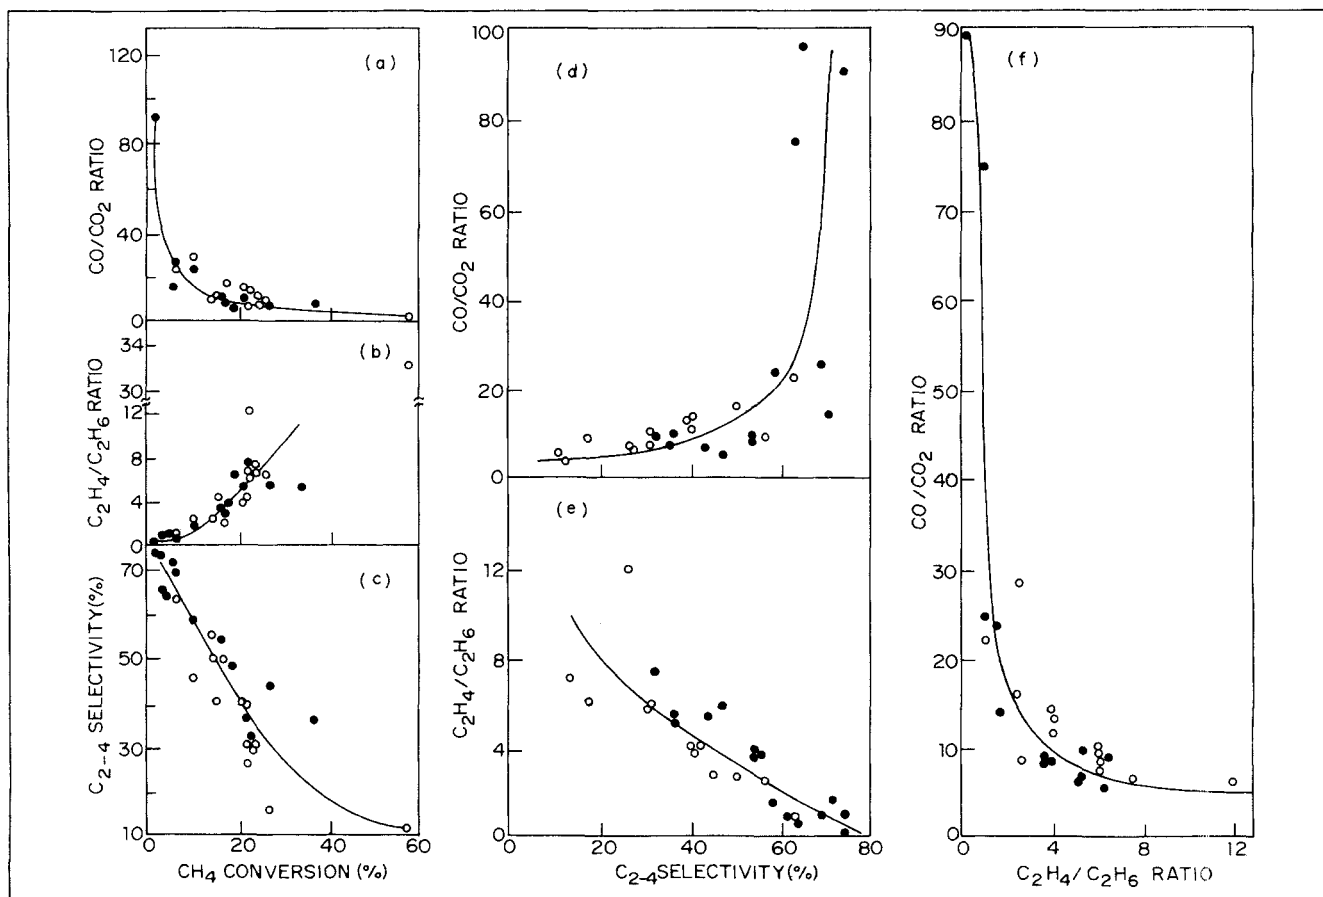 (a)
120
80
40
0
CO/CO2 RATIO
(b)
34
30
12
8
4
0
C2H4/C2H6 RATIO
(c)
70
50
30
10
C2-4 SELECTIVITY(%)
0 20 40 60
CH4 CONVERSION (%)
(d)
100
80
60
40
20
0
CO/CO2 RATIO
(e)
12
8
4
0
C2H4/C2H6 RATIO
20 40 60 80
C2-4 SELECTIVITY(%)
(f)
90
80
70
60
50
40
30
20
10
0
CO/CO2 RATIO
0 4 8 12
C2H4/C2H6 RATIO